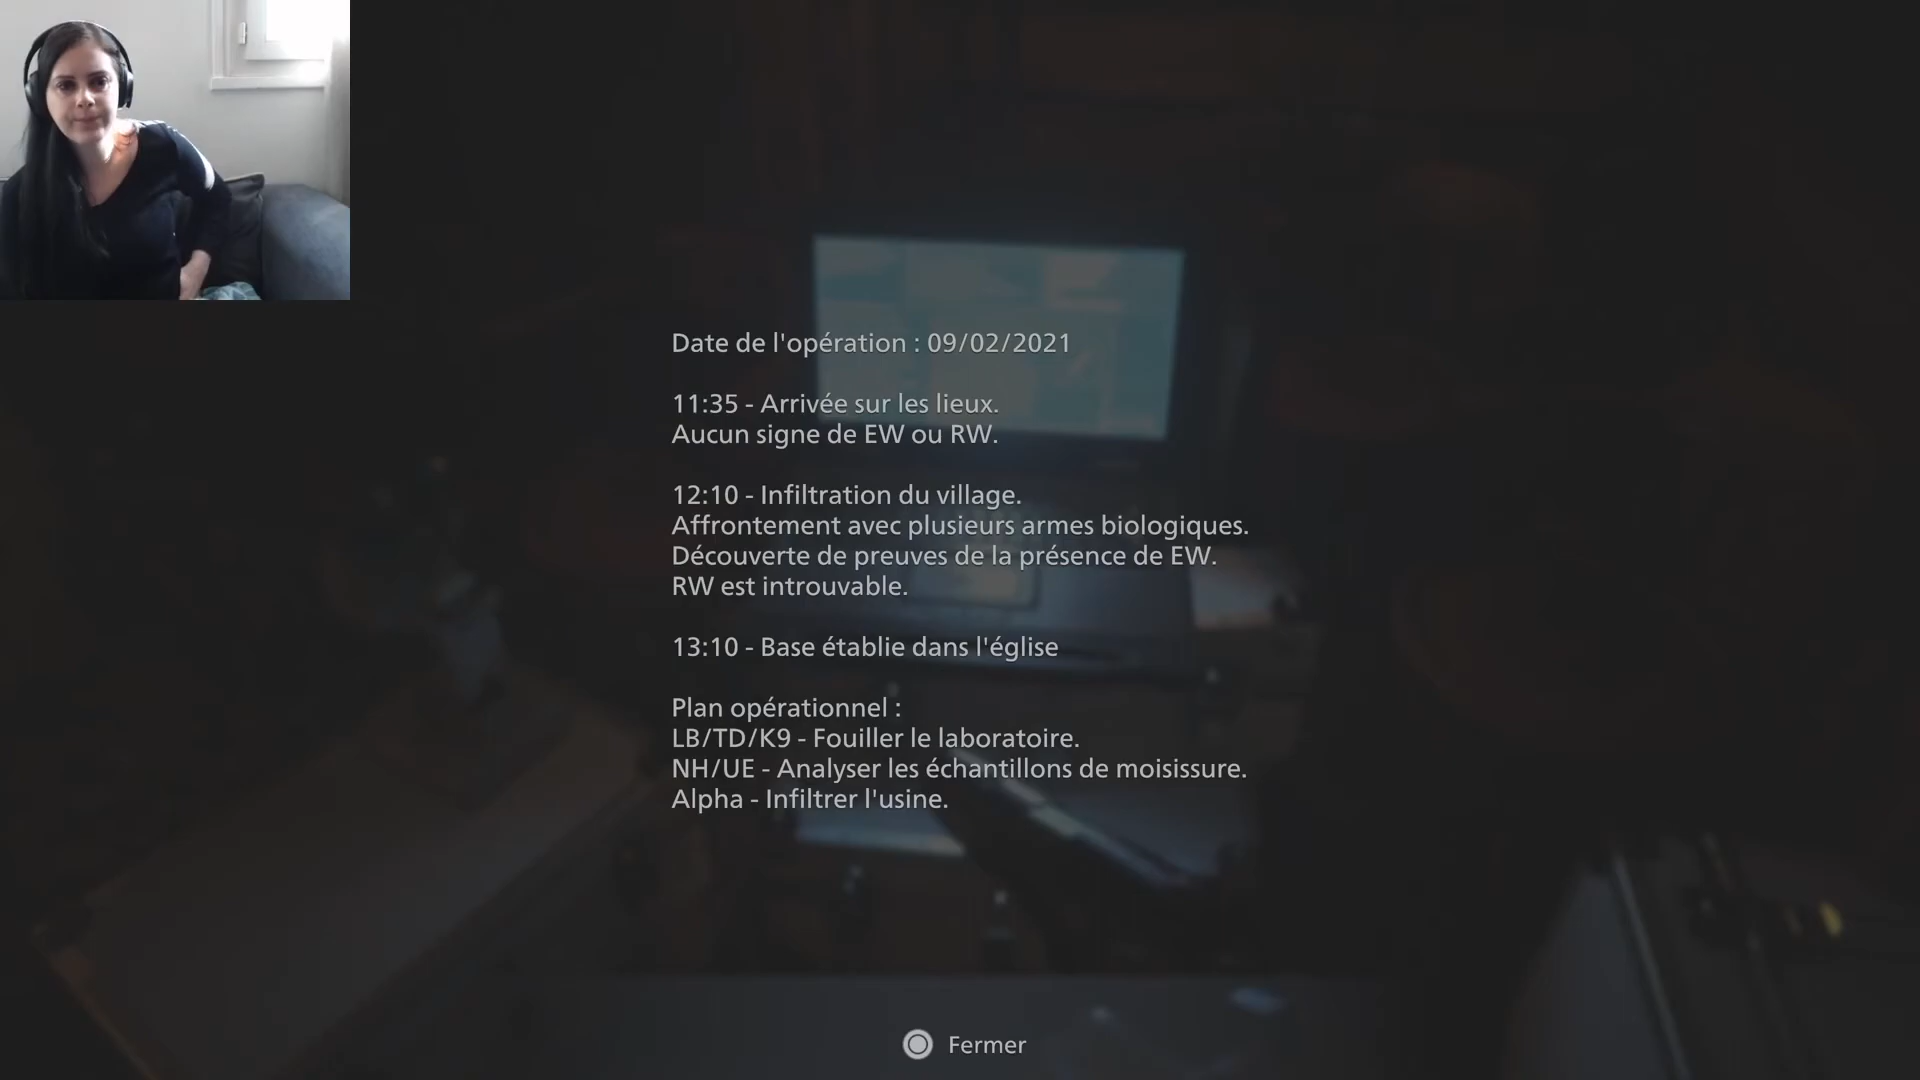 Date de l'opération : 09/02/2021
11:35 - Arrivée sur les lieux.
Aucun signe de EW ou RW.
12:10 - Infiltration du village.
Affrontement avec plusieurs armes biologiques.
Découverte de preuves de la présence de EW.
RW est introuvable.
13:10 - Base établie dans l'église
Plan opérationnel :
LB/TD/K9 - Fouiller le laboratoire.
NH/UE - Analyser les échantillons de moisissure.
Alpha - Infiltrer l'usine.
Fermer